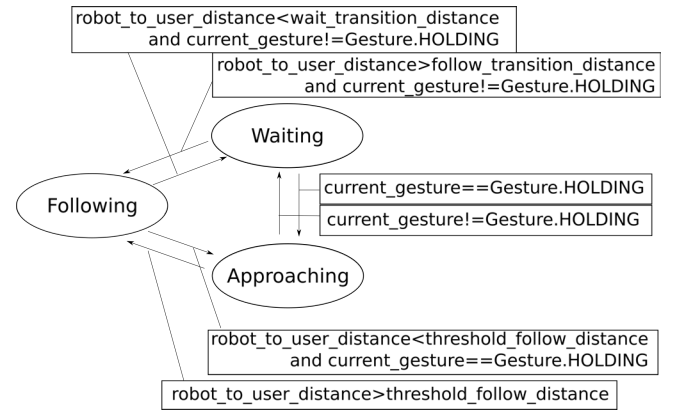 robot_to_user_distance<wait_transition_distance
and current_gesture!=Gesture.HOLDING
robot_to_user_distance>follow_transition_distance
and current_gesture!=Gesture.HOLDING
Waiting
current_gesture==Gesture.HOLDING
Following
current_gesture!=Gesture.HOLDING
Approaching
robot_to_user_distance<threshold_follow_distance
and current_gesture==Gesture.HOLDING
robot_to_user_distance>threshold_follow_distance